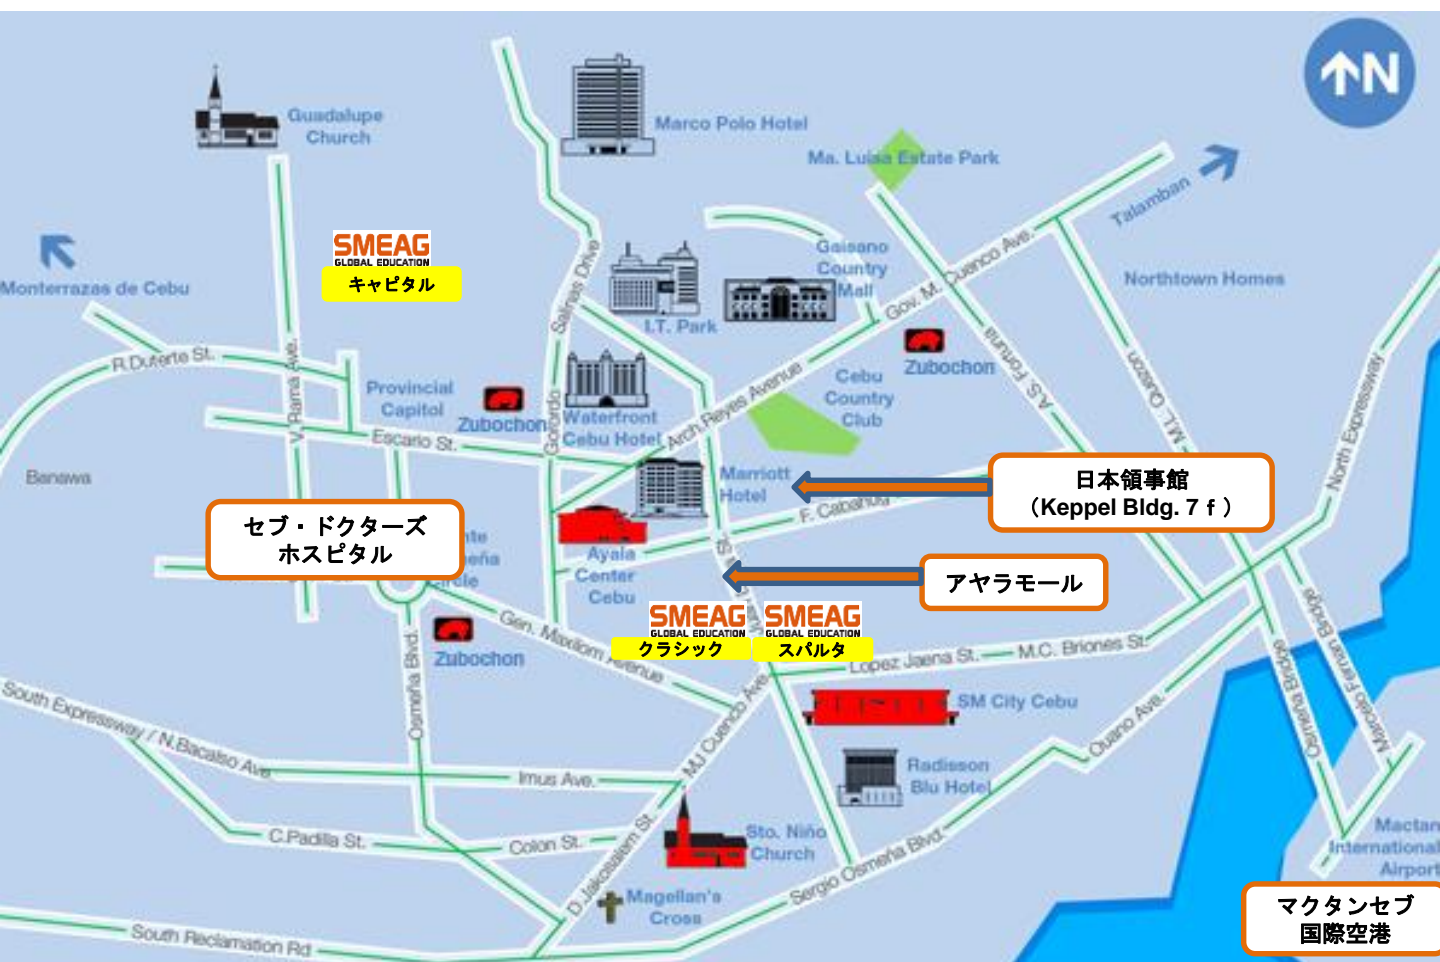 N
Guadalupe
Church
Marco Polo Hotel
Ma. Luisa Estate Park
Talamban
SMEAG
GLOBAL EDUCATION
キャピタル
Monterrazas de Cebu
Salinas Drive
Gaisano
Country
Mall
Gov. M. Cuenco Ave.
Northtown Homes
I.T. Park
R.Duterte St.
V. Rama Ave.
Provincial
Capitol
Zubochon
Gorordo
Waterfront
Cebu Hotel
Arch.Reyes Avenue
Cebu
Country
Club
Zubochon
A.S. Fortuna
M.L. Quezon
North Expressway
Escario St.
Banawa
Marriott
Hotel
日本領事館
（Keppel Bldg. 7ｆ）
F. Cabahug
セブ・ドクターズ
ホスピタル
Circle
Ayala
Center
Cebu
アヤラモール
Gen. Maxilom Avenue
Zubochon
Osmeña Blvd.
SMEAG
GLOBAL EDUCATION
クラシック
SMEAG
GLOBAL EDUCATION
スパルタ
Lopez Jaena St.
M.C. Briones St.
Osmeña Bridge
Marcelo Fernan Bridge
South Expressway / N.Bacalso Ave
MJ Cuenco Ave.
SM City Cebu
Ouano Ave.
Imus Ave.
Radisson
Blu Hotel
C.Padilla St.
Colon St.
D.Jakosalem St.
Sto. Niño
Church
Sergio Osmeña Blvd.
Mactan
International
Airport
Magellan's
Cross
South Reclamation Rd
マクタンセブ
国際空港